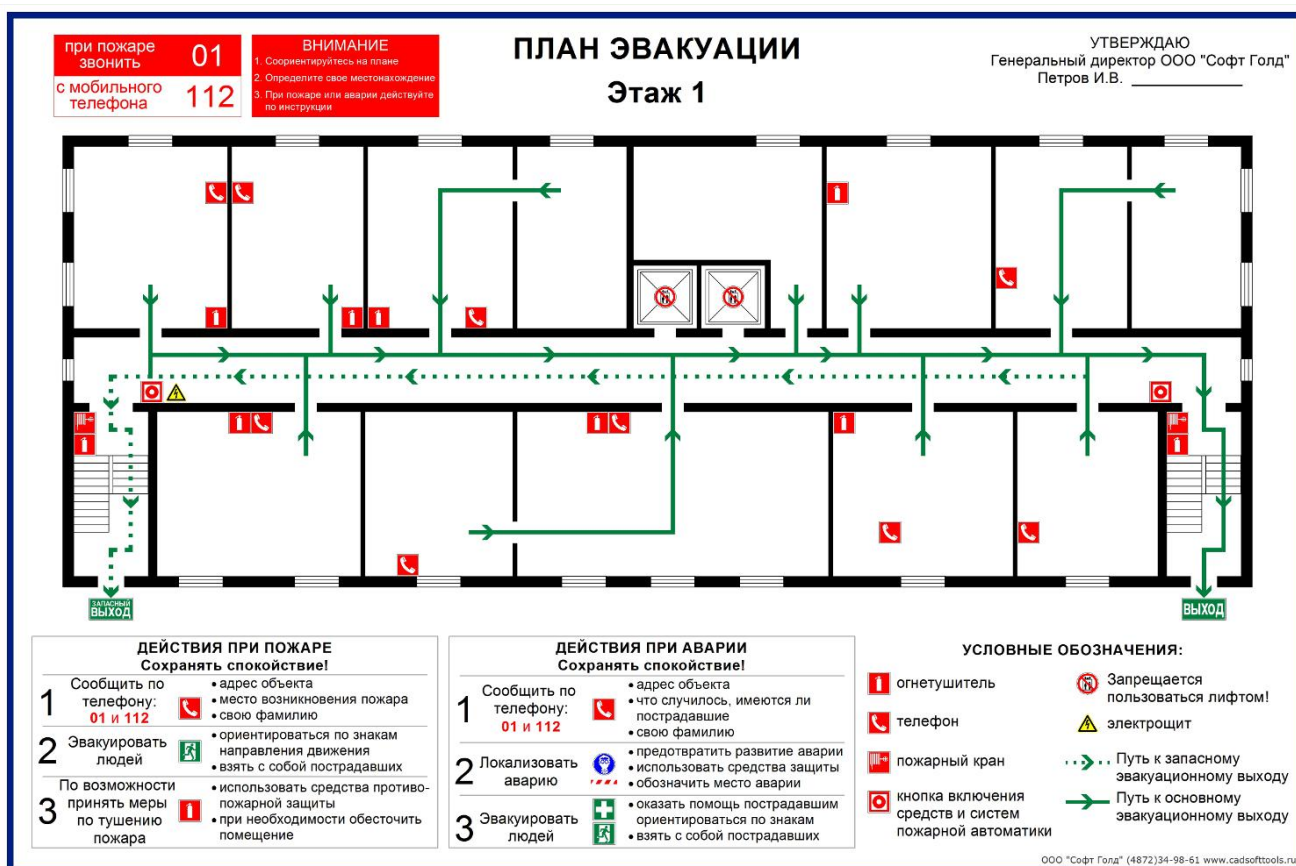 при пожаре
звонить 01
с мобильного
телефона 112
ВНИМАНИЕ
1. Соориентируйтесь на плане
2. Определите свое местонахождение
3. При пожаре или аварии действуйте
по инструкции
ПЛАН ЭВАКУАЦИИ
Этаж 1
УТВЕРЖДАЮ
Генеральный директор ООО "Софт Голд"
Петров И.В.
ЗАПАСНЫЙ
ВЫХОД
ВЫХОД
ДЕЙСТВИЯ ПРИ ПОЖАРЕ
Сохранять спокойствие!
1
Сообщить по
телефону:
01 и 112
• адрес объекта
• место возникновения пожара
• свою фамилию
2
Эвакуировать
людей
• ориентироваться по знакам
направления движения
• взять с собой пострадавших
3
По возможности
принять меры
по тушению
пожара
• использовать средства противо-
пожарной защиты
• при необходимости обесточить
помещение
ДЕЙСТВИЯ ПРИ АВАРИИ
Сохранять спокойствие!
1
Сообщить по
телефону:
01 и 112
• адрес объекта
• что случилось, имеются ли
пострадавшие
• свою фамилию
2
Локализовать
аварию
• предотвратить развитие аварии
• использовать средства защиты
• обозначить место аварии
3
Эвакуировать
людей
• оказать помощь пострадавшим
ориентироваться по знакам
• взять с собой пострадавших
УСЛОВНЫЕ ОБОЗНАЧЕНИЯ:
огнетушитель
телефон
пожарный кран
кнопка включения
средств и систем
пожарной автоматики
Запрещается
пользоваться лифтом!
электрощит
Путь к запасному
эвакуационному выходу
Путь к основному
эвакуационному выходу
ООО "Софт Голд" (4872)34-98-61 www.cadsofttools.ru